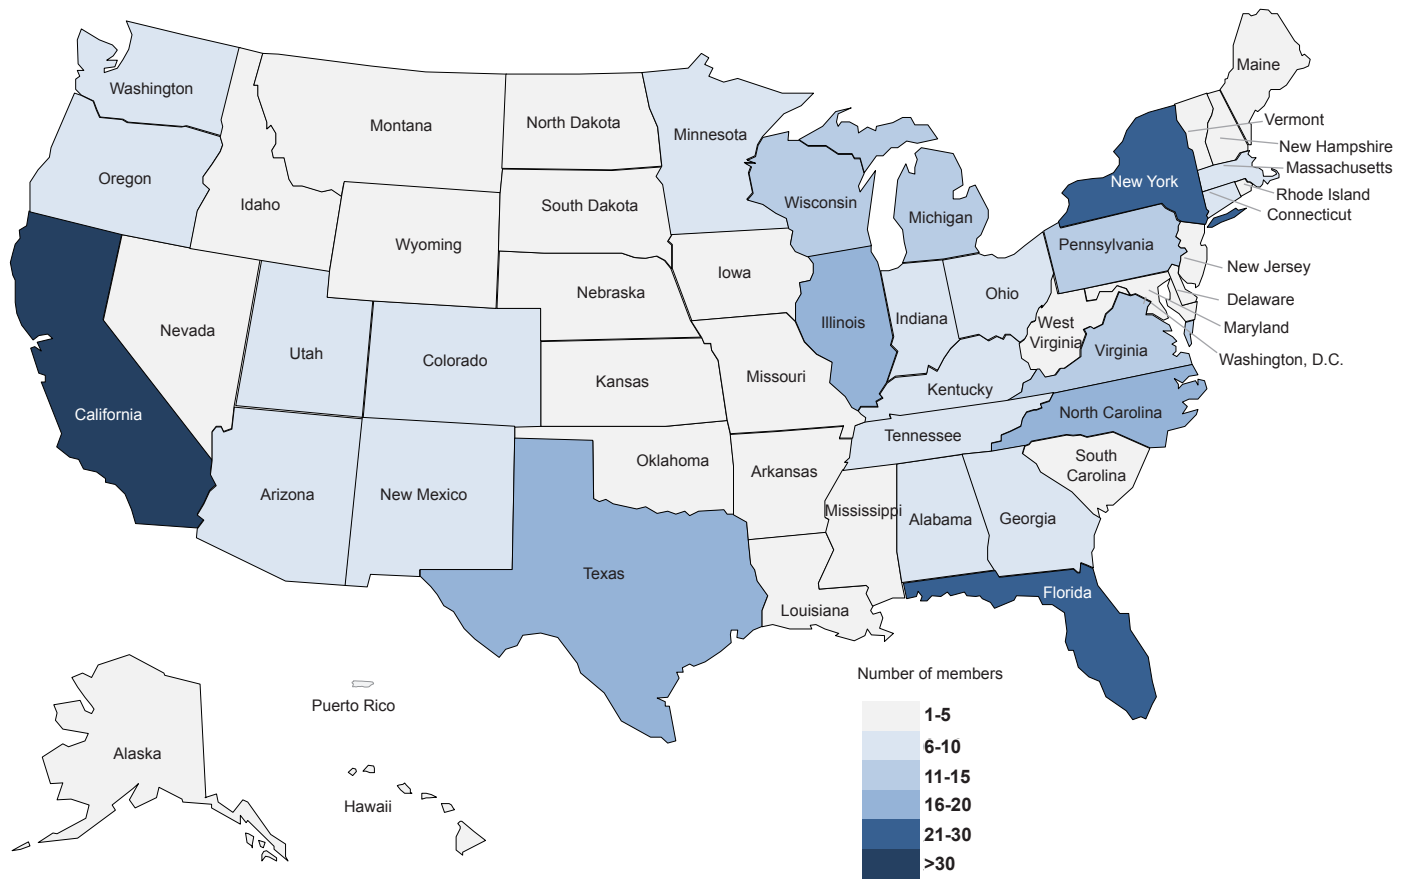 Maine
Washington
Montana
North Dakota
Minnesota
Vermont
New Hampshire
Massachusetts
Oregon
New York
Rhode Island
Idaho
South Dakota
Wisconsin
Michigan
Connecticut
Wyoming
Pennsylvania
Iowa
New Jersey
Nebraska
Ohio
Delaware
Nevada
Illinois
Indiana
West
Virginia
Maryland
Utah
Colorado
Virginia
Washington, D.C.
Kansas
Missouri
Kentucky
California
North Carolina
Tennessee
Oklahoma
Arkansas
South
Carolina
Arizona
New Mexico
Mississippi
Alabama
Georgia
Texas
Louisiana
Florida
Number of members
Puerto Rico
Alaska
Hawaii
1-5
6-10
11-15
16-20
21-30
>30